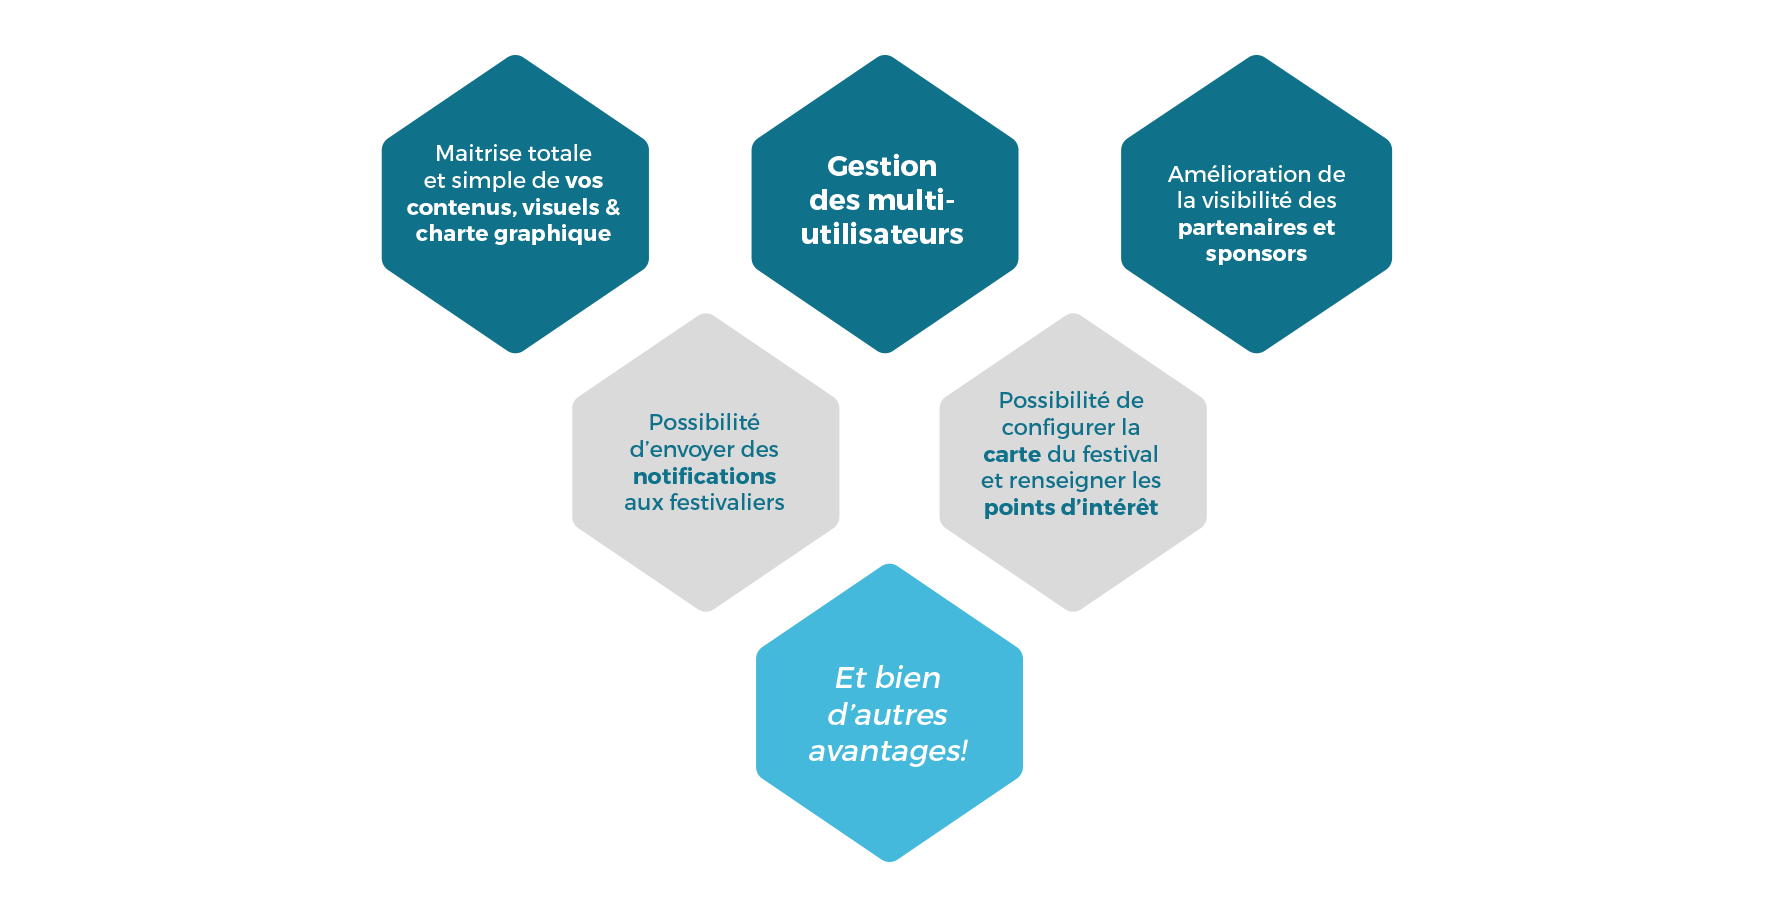 Maitrise totale
et simple de vos
contenus, visuels &
charte graphique
Gestion
des multi-
utilisateurs
Amélioration de
la visibilité des
partenaires et
sponsors
Possibilité
d’envoyer des
notifications
aux festivaliers
Possibilité de
configurer la
carte du festival
et renseigner les
points d’intérêt
Et bien
d’autres
avantages!